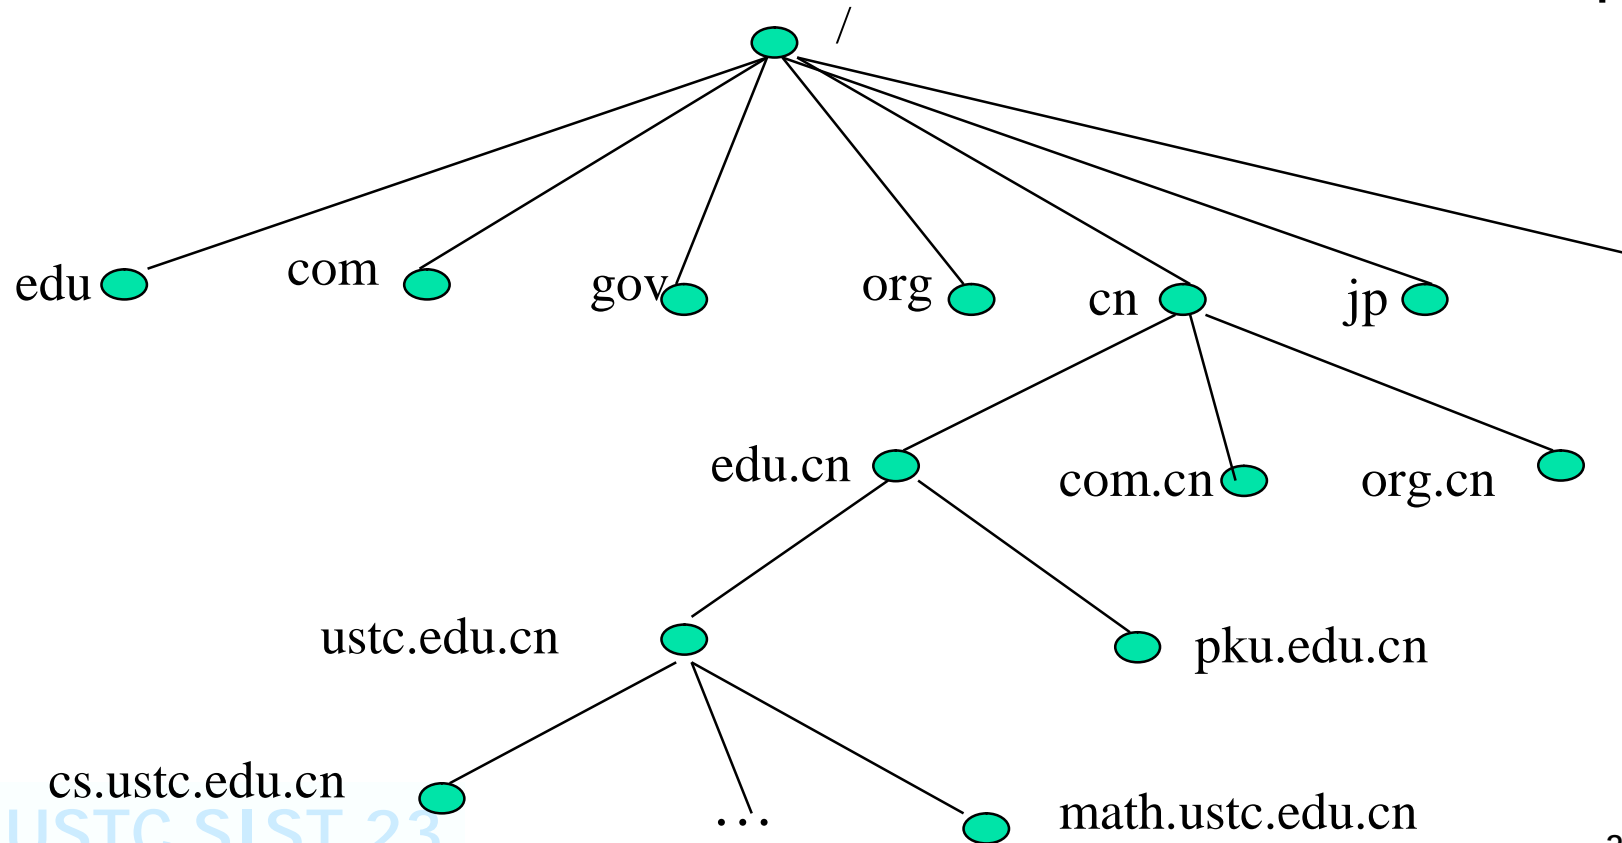 /
edu com gov org cn jp
edu.cn com.cn org.cn
ustc.edu.cn pku.edu.cn
cs.ustc.edu.cn ... math.ustc.edu.cn
USTC SIST 23